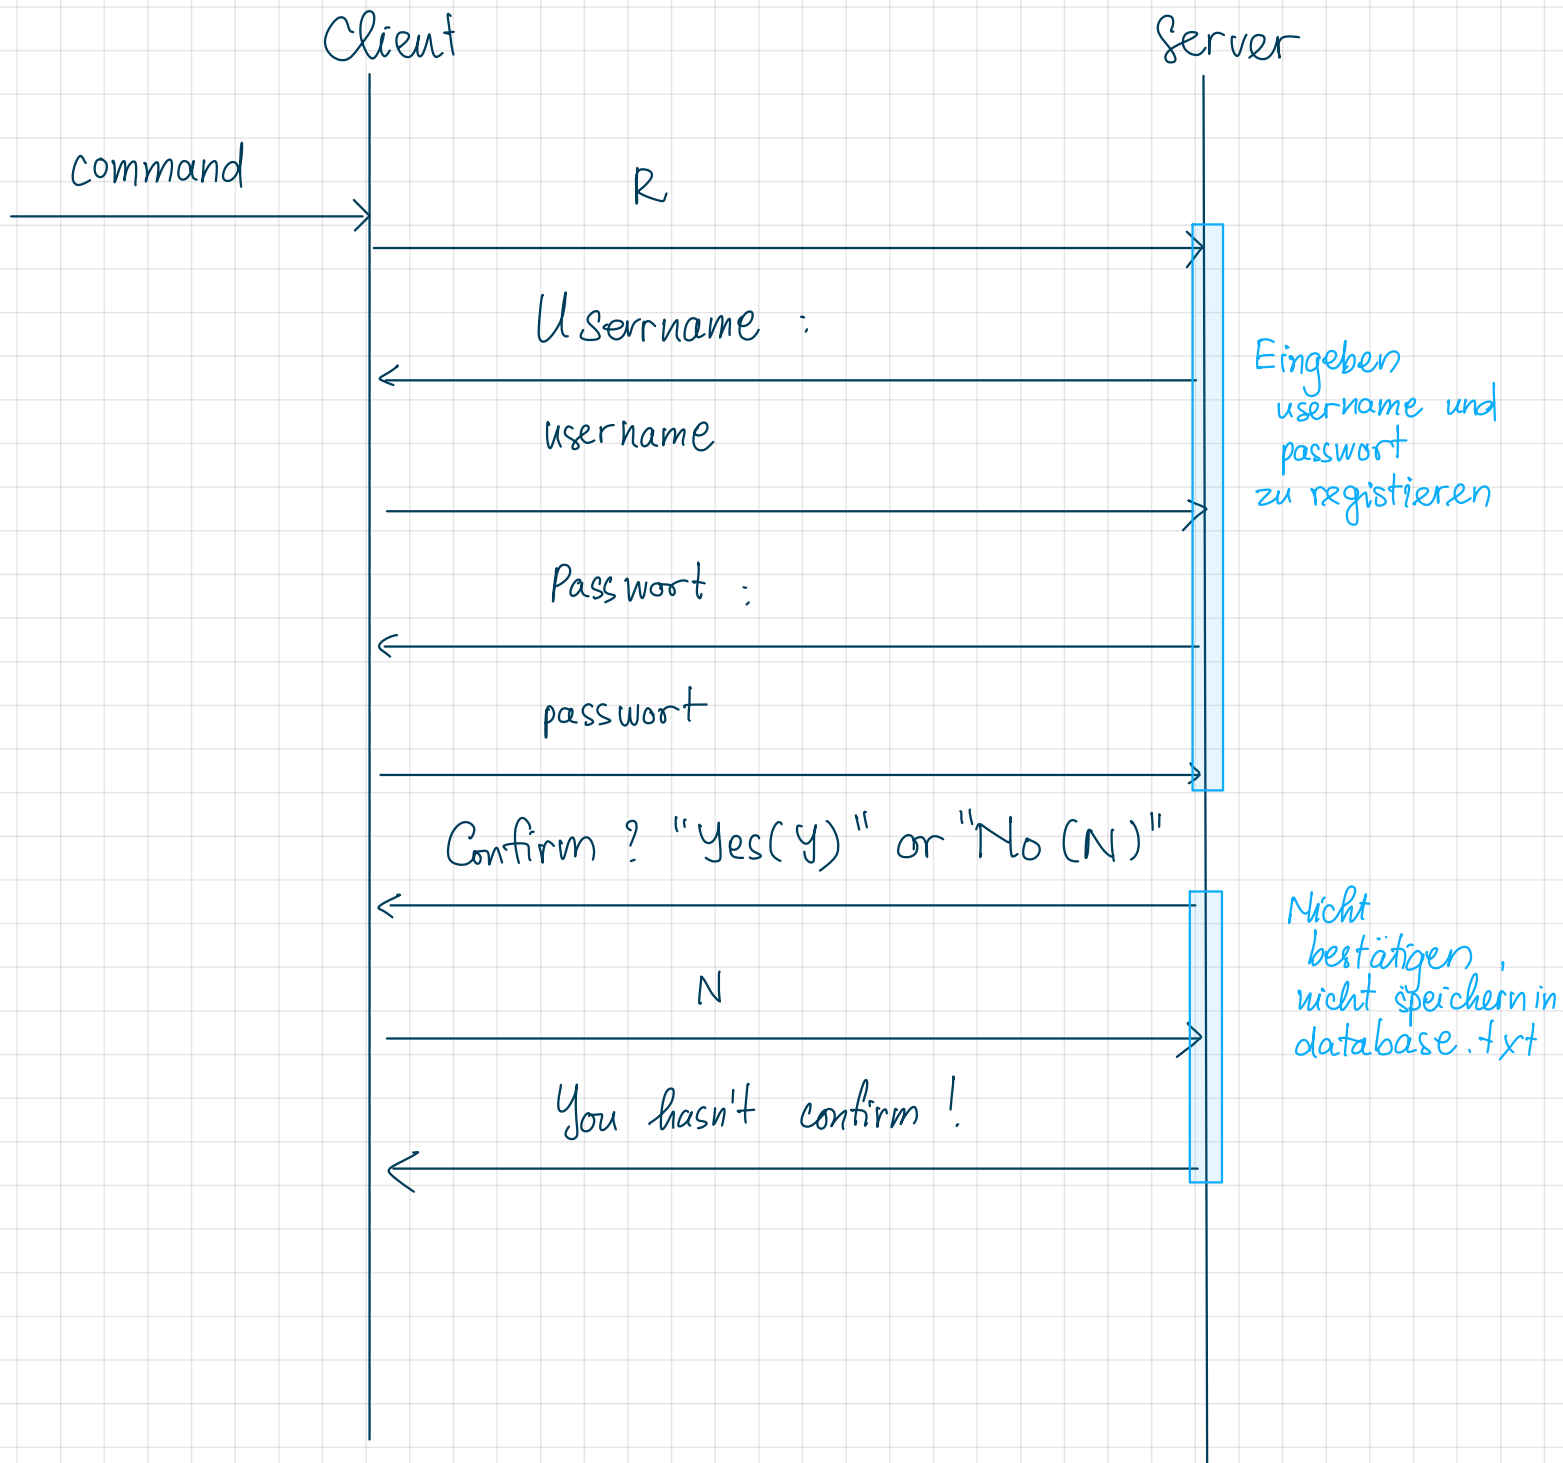 Client
Server
command
R
Userrname :
Eingeben
username und
passwort
zu registieren
username
Passwort :
passwort
Confirm ? "Yes(Y)" or "No (N)"
Nicht
bestätigen,
nicht speichern in
database.txt
N
You hasn't confirm !